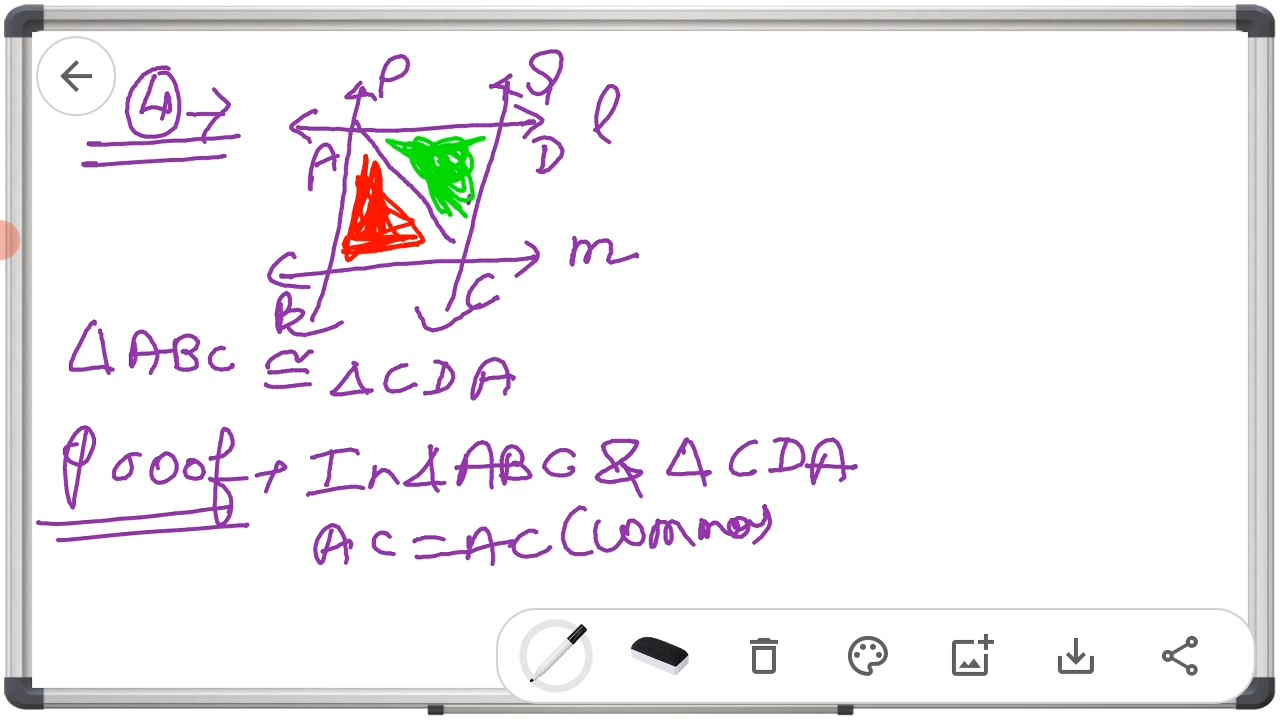 4 →
P
q
l
A
D
m
B
C
ΔABC ≅ ΔCDA
Proof → In ΔABC & ΔCDA
AC = AC (common)